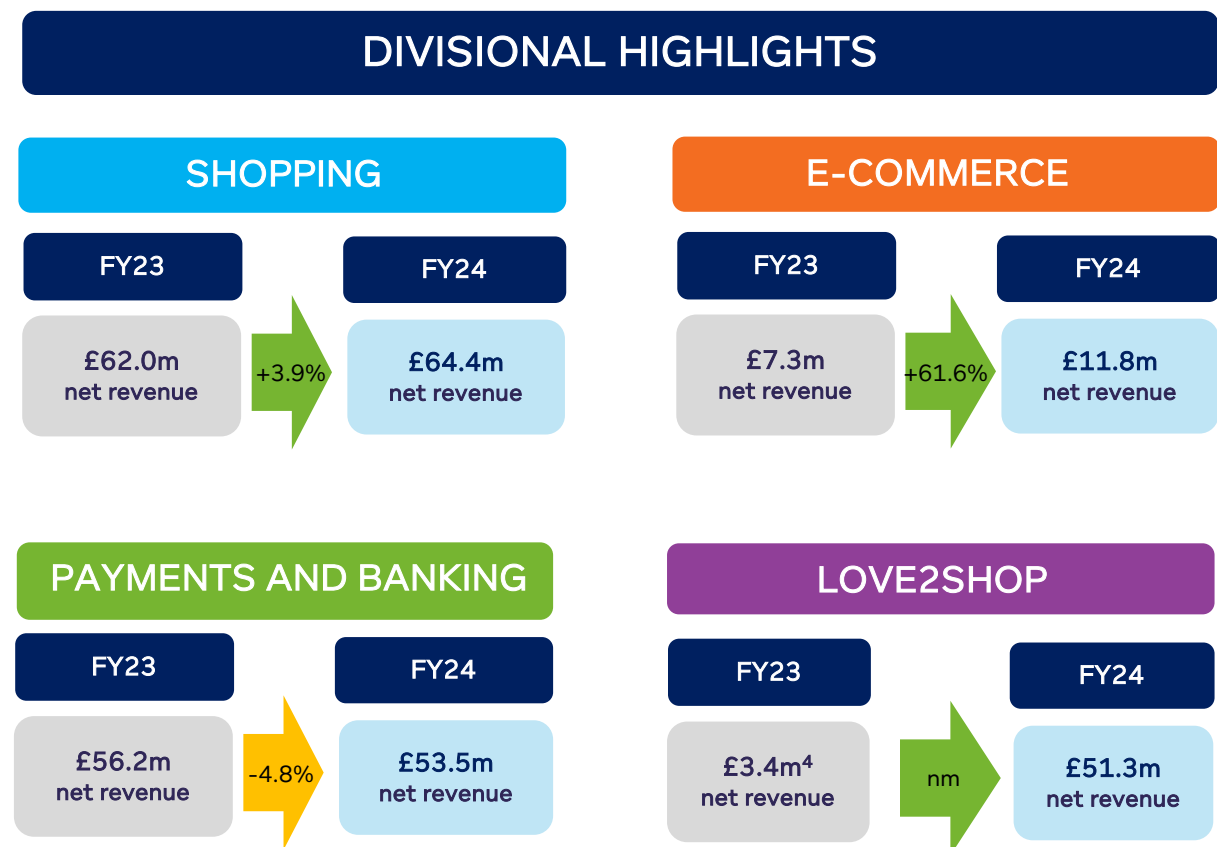 DIVISIONAL HIGHLIGHTS
SHOPPING
FY23
FY24
£62.0m
net revenue
+3.9%
£64.4m
net revenue
E-COMMERCE
FY23
FY24
£7.3m
net revenue
+61.6%
£11.8m
net revenue
PAYMENTS AND BANKING
FY23
FY24
£56.2m
net revenue
-4.8%
£53.5m
net revenue
LOVE2SHOP
FY23
FY24
£3.4m⁴
net revenue
nm
£51.3m
net revenue